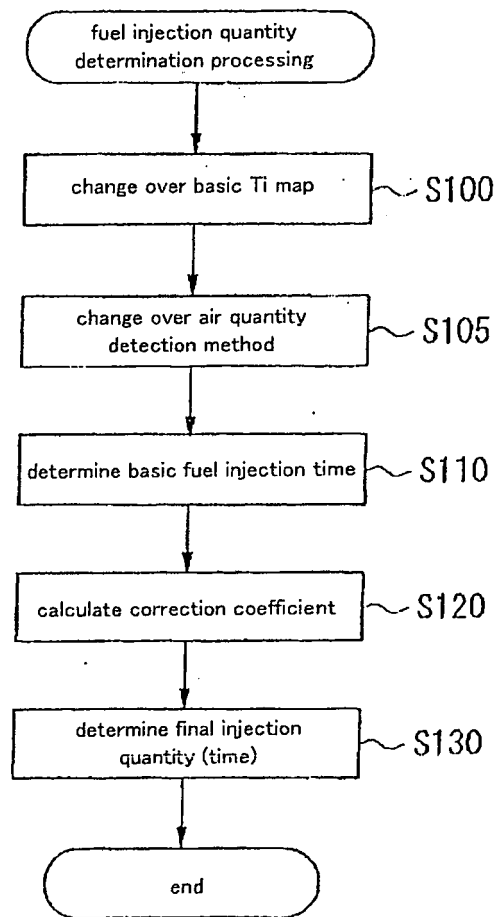 fuel injection quantity
determination processing
change over basic Ti map
S100
change over air quantity
detection method
S105
determine basic fuel injection time
S110
calculate correction coefficient
S120
determine final injection
quantity (time)
S130
end